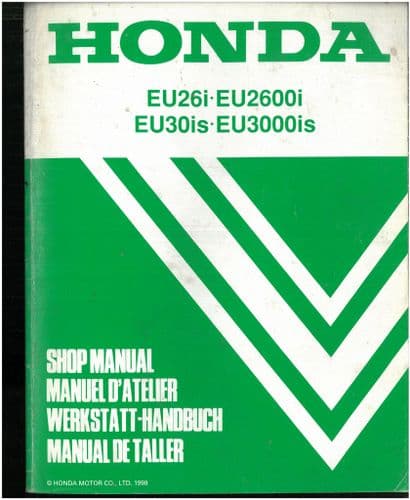 HONDA
EU26i·EU2600i
EU30is·EU3000is
SHOP MANUAL
MANUEL D'ATELIER
WERKSTATT-HANDBUCH
MANUAL DE TALLER
© HONDA MOTOR CO., LTD. 1998